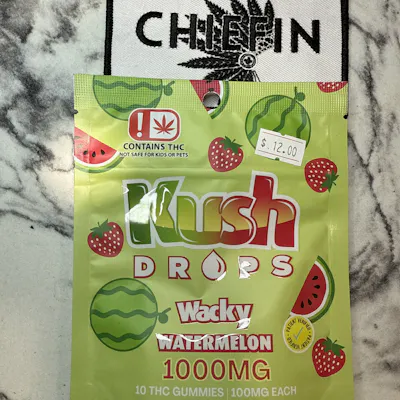 CHIEFIN
CONTAINS THC
NOT SAFE FOR KIDS OR PETS
$12.00
Kush
DROPS
Wacky
WATERMELON
1000MG
10 THC GUMMIES | 100MG EACH